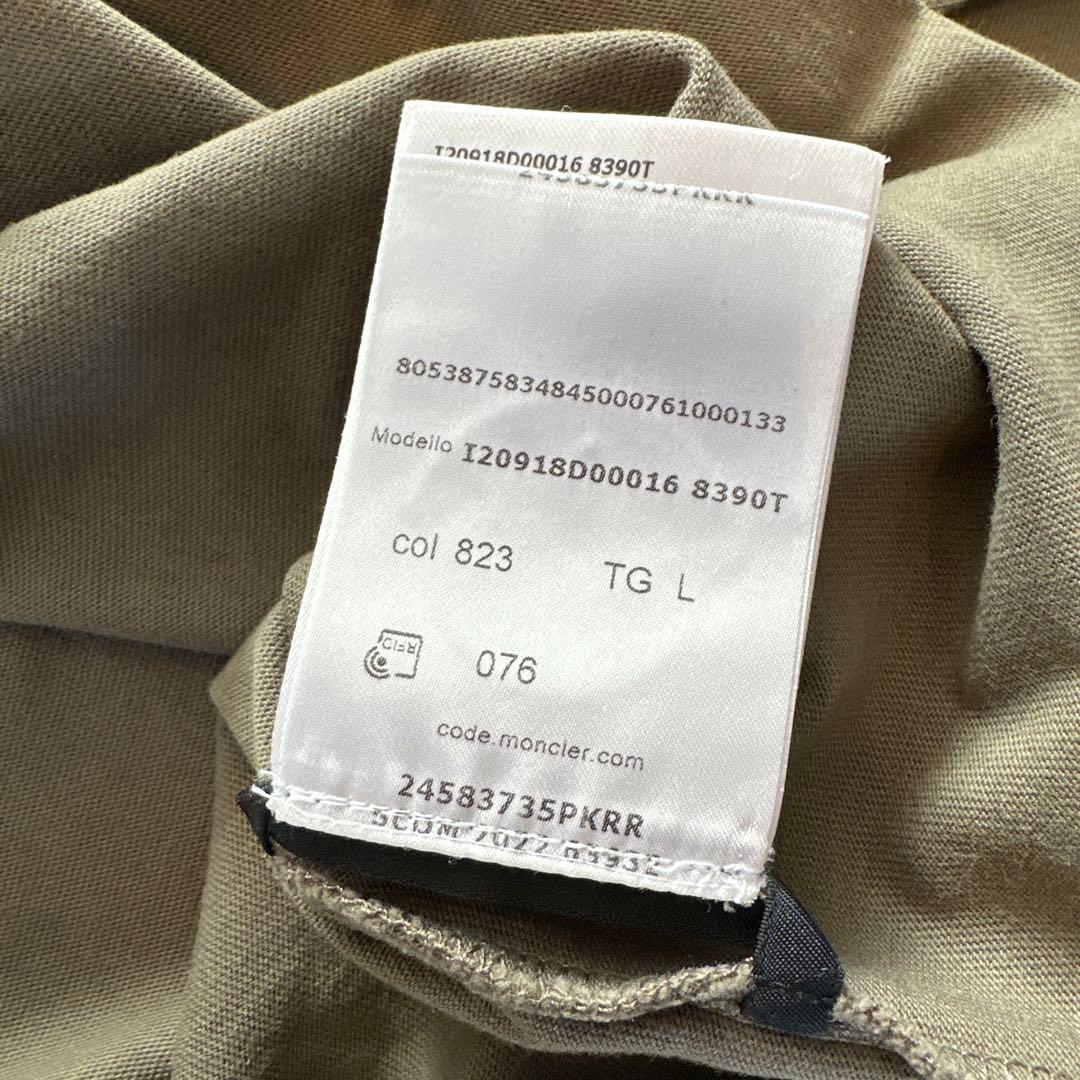 I20918D00016 8390T
8053875834845000761000133
Modello I20918D00016 8390T
col 823 TG L
RFID 076
code.moncler.com
24583735PKRR